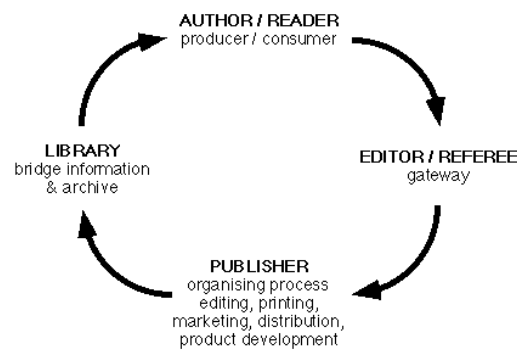 AUTHOR / READER
producer / consumer
EDITOR / REFEREE
gateway
PUBLISHER
organising process
editing, printing,
marketing, distribution,
product development
LIBRARY
bridge information
& archive